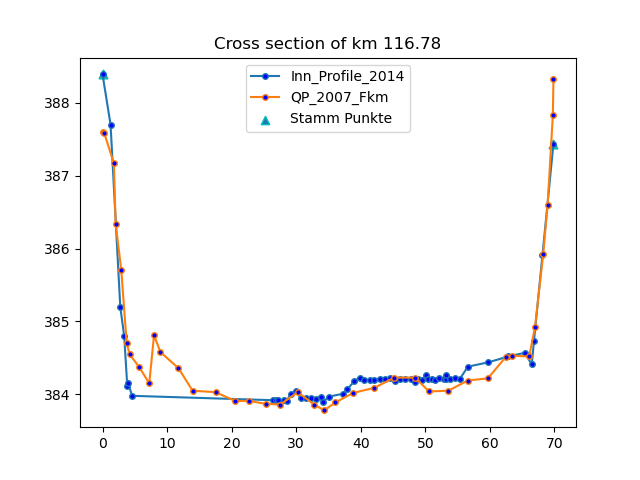 Cross section of km 116.78
Inn_Profile_2014
QP_2007_Fkm
Stamm Punkte
388
387
386
385
384
0 10 20 30 40 50 60 70